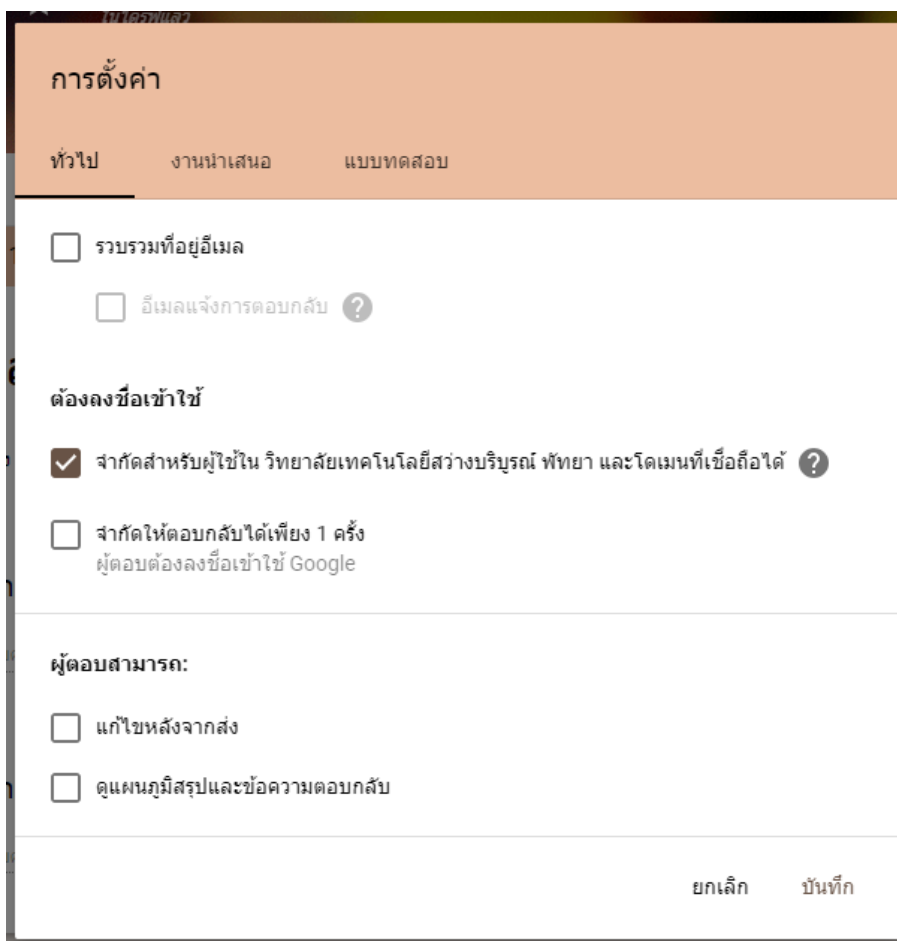 ในไดรฟ์แล้ว
การตั้งค่า
ทั่วไป งานนำเสนอ แบบทดสอบ
รวบรวมที่อยู่อีเมล
อีเมลแจ้งการตอบกลับ ?
ต้องลงชื่อเข้าใช้
จำกัดสำหรับผู้ใช้ใน วิทยาลัยเทคโนโลยีสว่างบริบูรณ์ พัทยา และโดเมนที่เชื่อถือได้ ?
จำกัดให้ตอบกลับได้เพียง 1 ครั้ง
ผู้ตอบต้องลงชื่อเข้าใช้ Google
ผู้ตอบสามารถ:
แก้ไขหลังจากส่ง
ดูแผนภูมิสรุปและข้อความตอบกลับ
ยกเลิก บันทึก